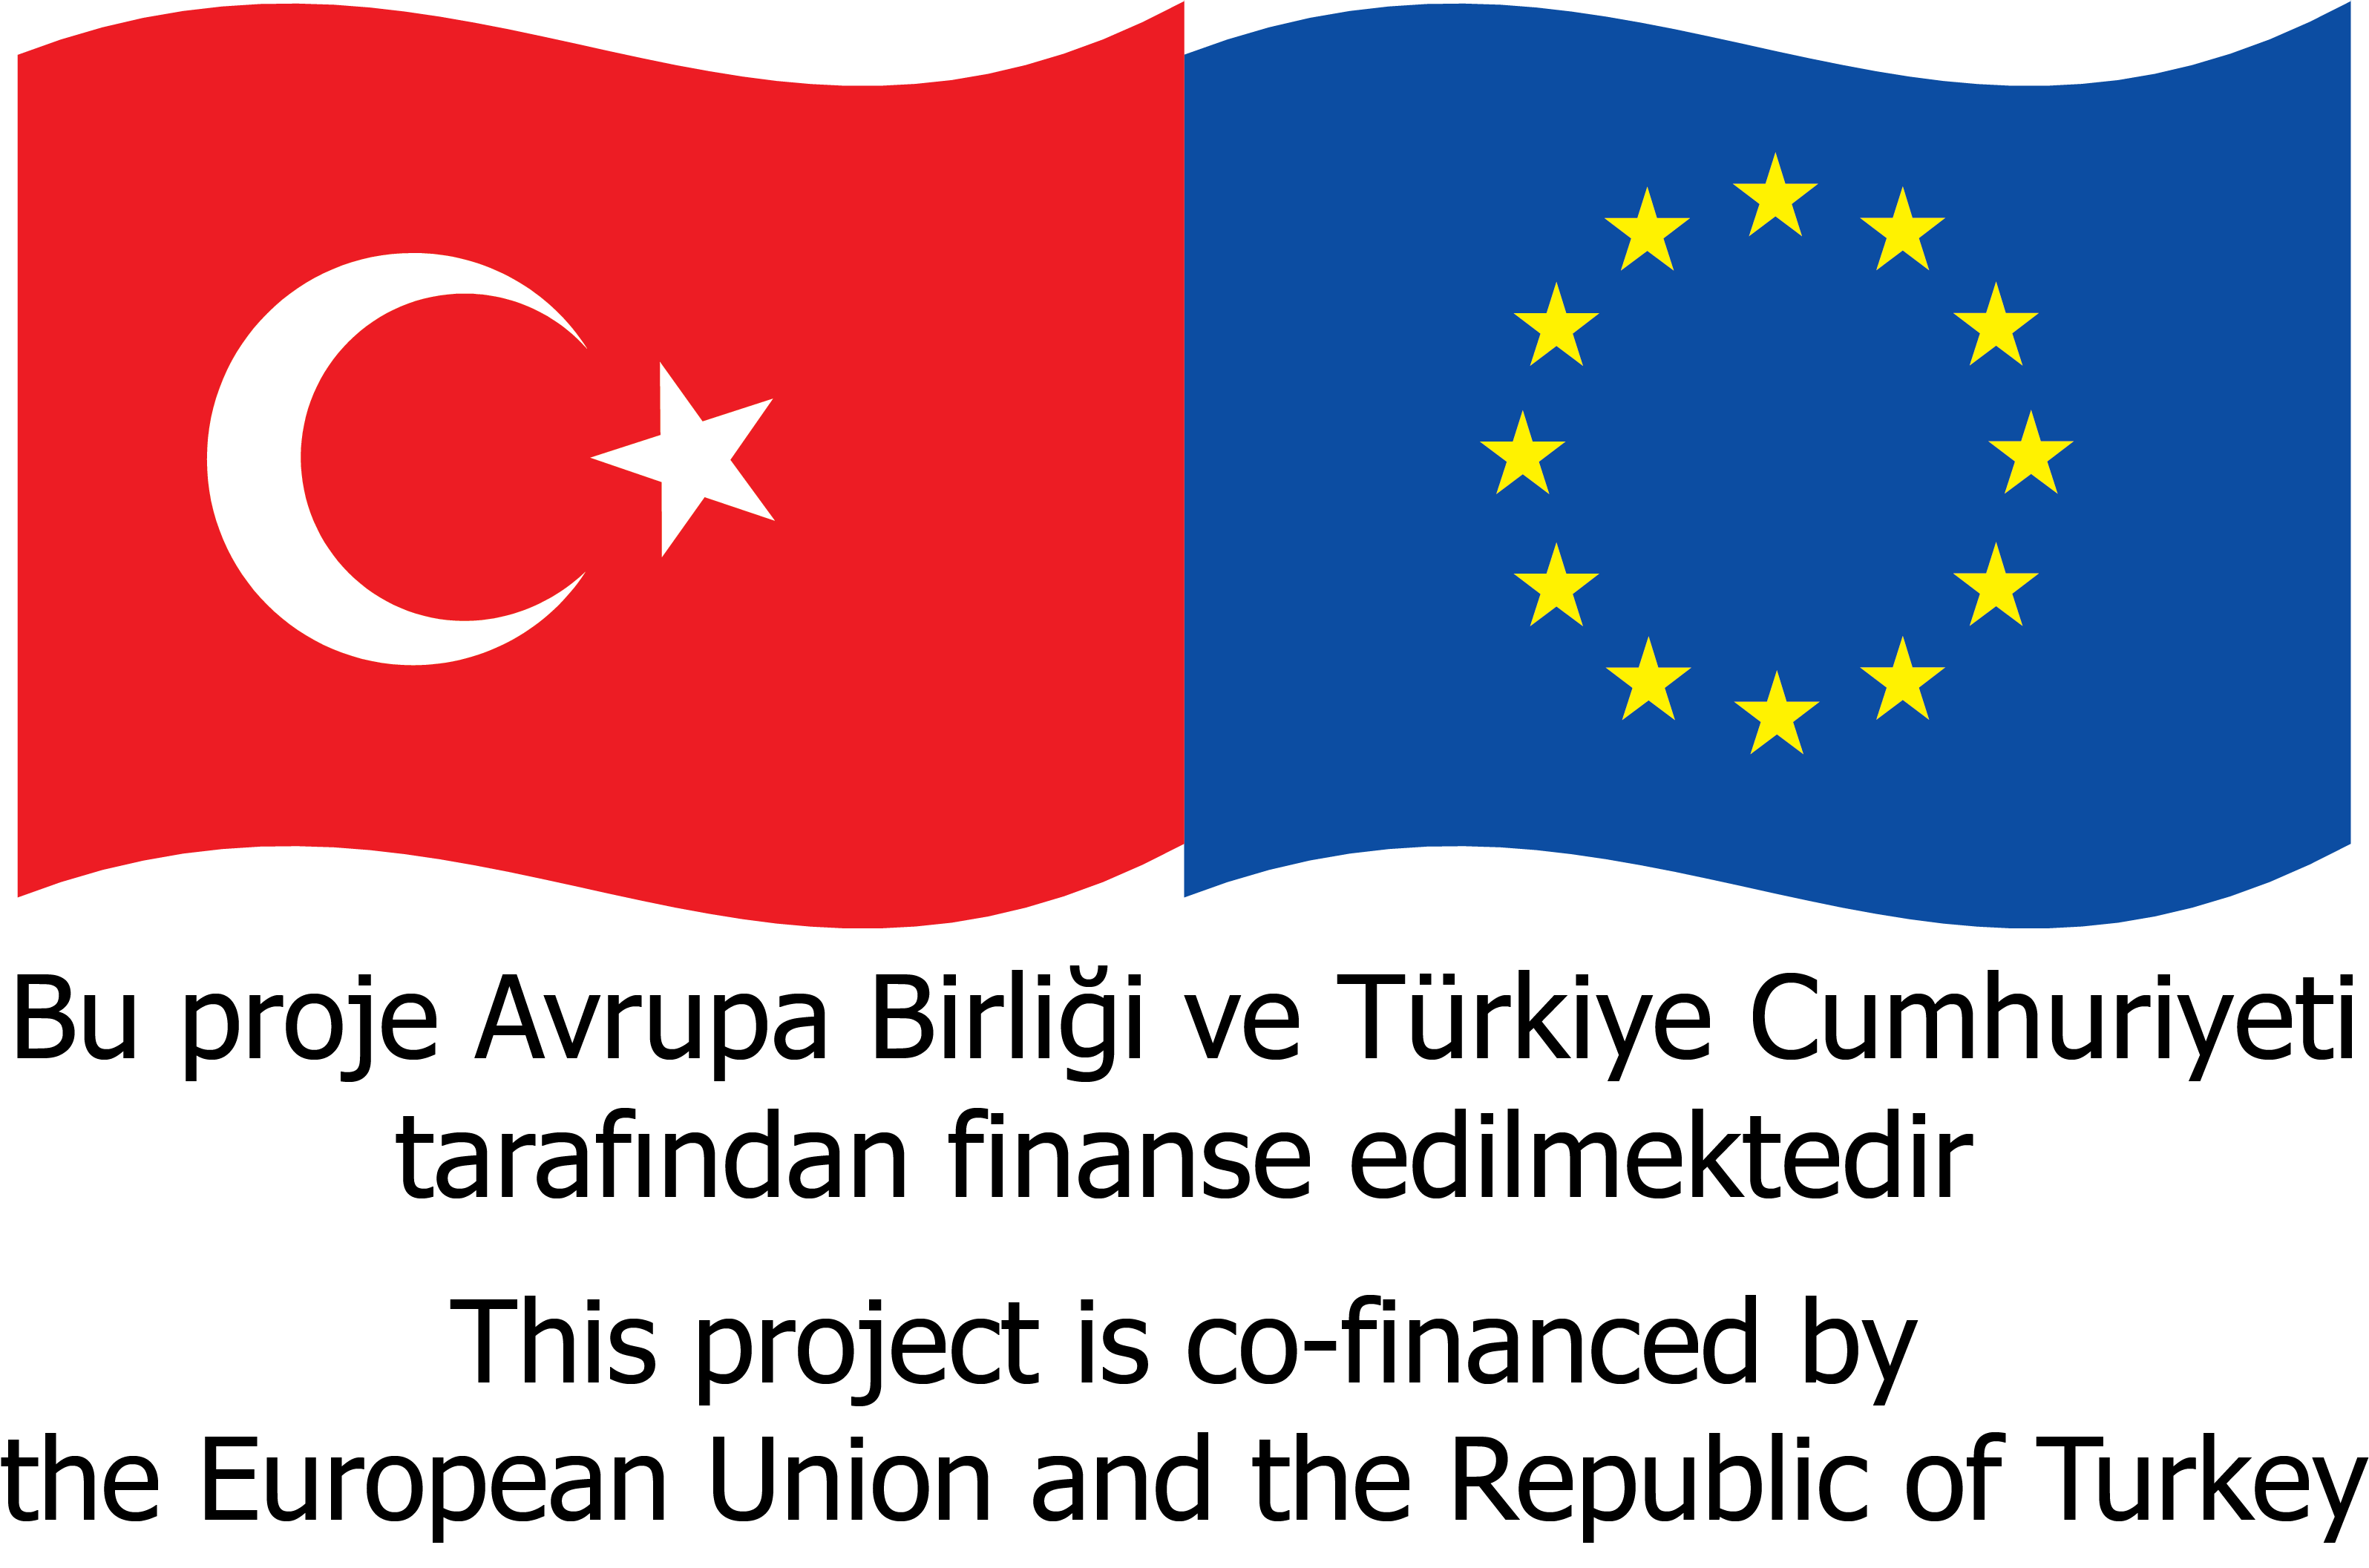 Bu proje Avrupa Birliği ve Türkiye Cumhuriyeti
tarafından finanse edilmektedir
This project is co-financed by
the European Union and the Republic of Turkey